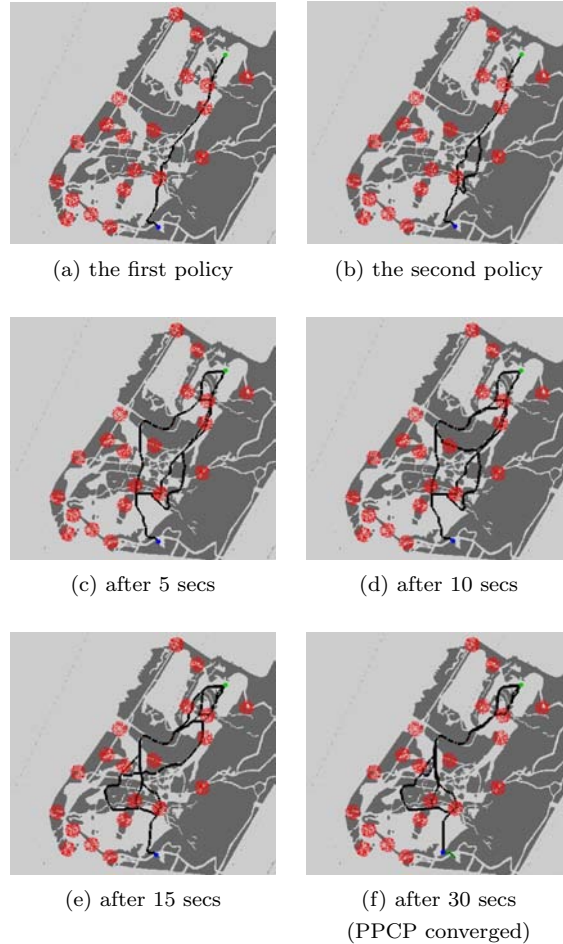 (a) the first policy
(b) the second policy
(c) after 5 secs
(d) after 10 secs
(e) after 15 secs
(f) after 30 secs
(PPCP converged)